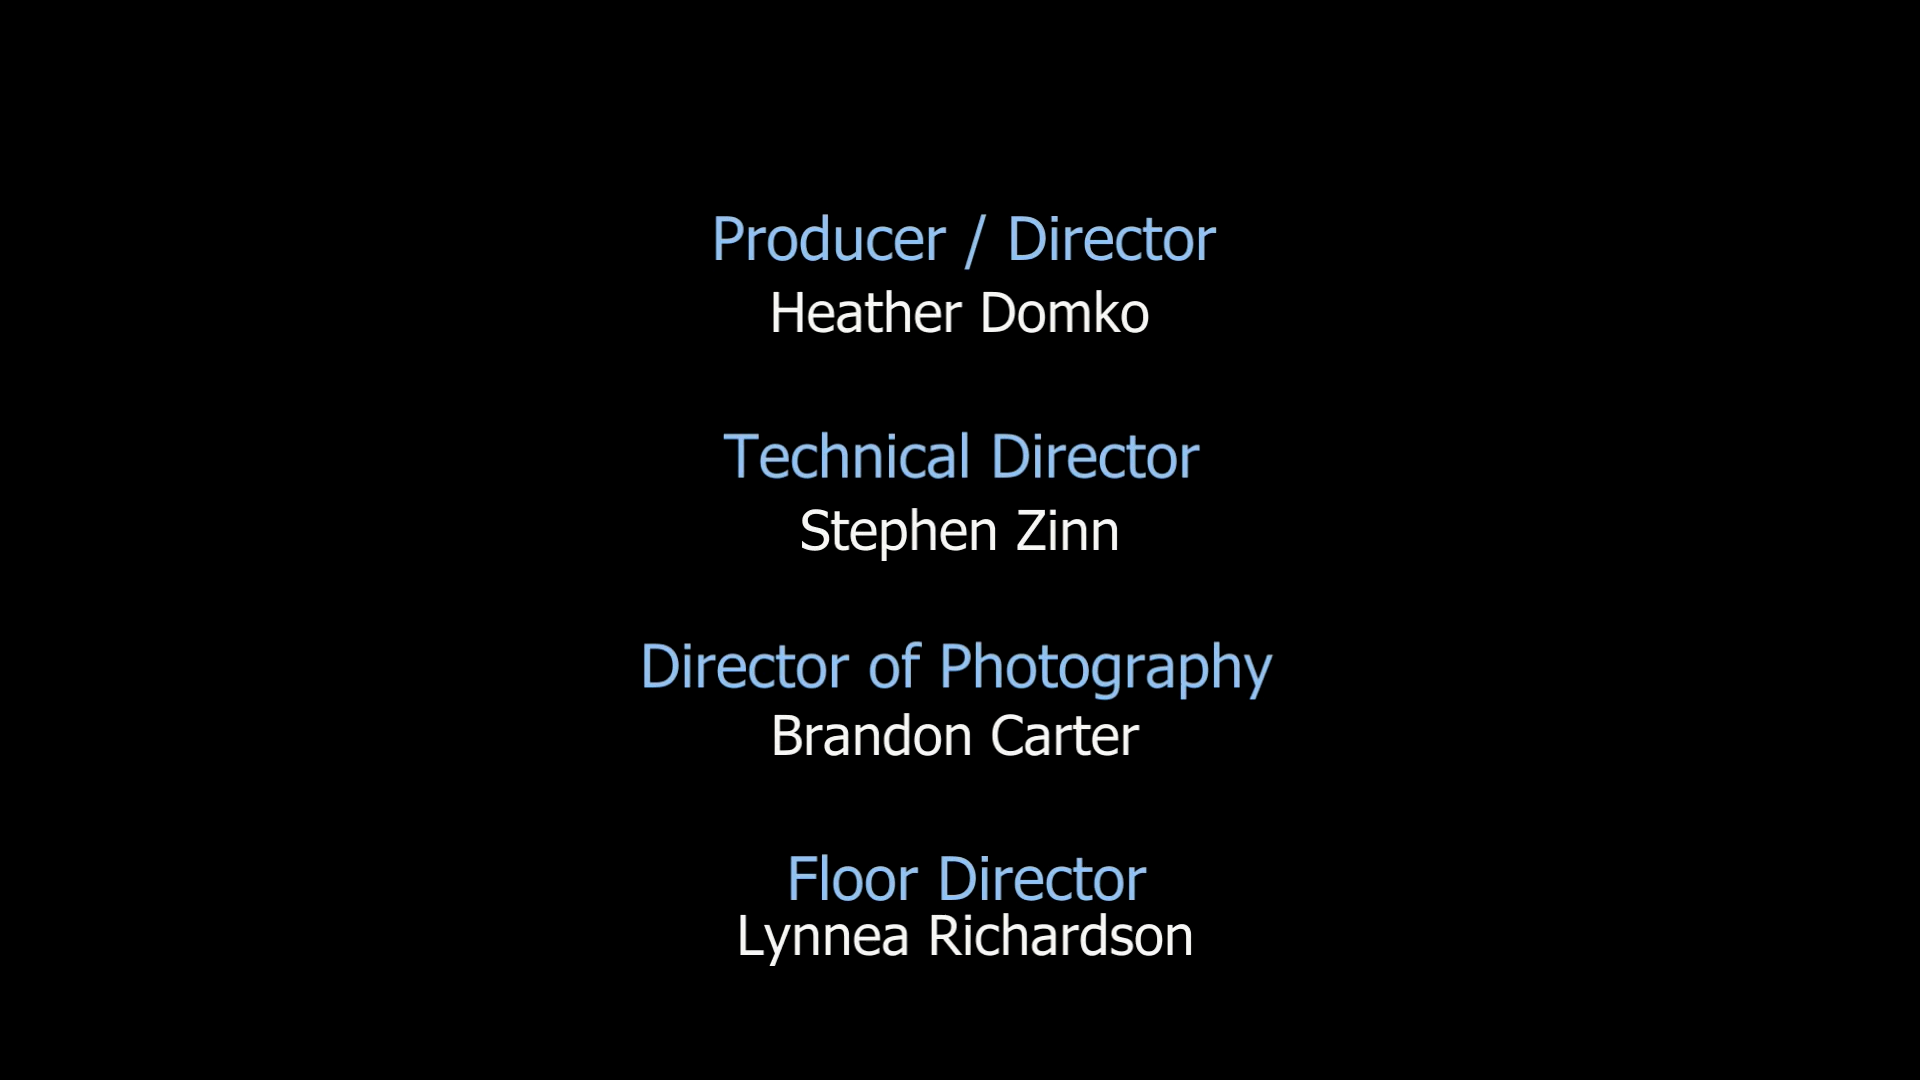 Producer / Director
Heather Domko
Technical Director
Stephen Zinn
Director of Photography
Brandon Carter
Floor Director
Lynnea Richardson